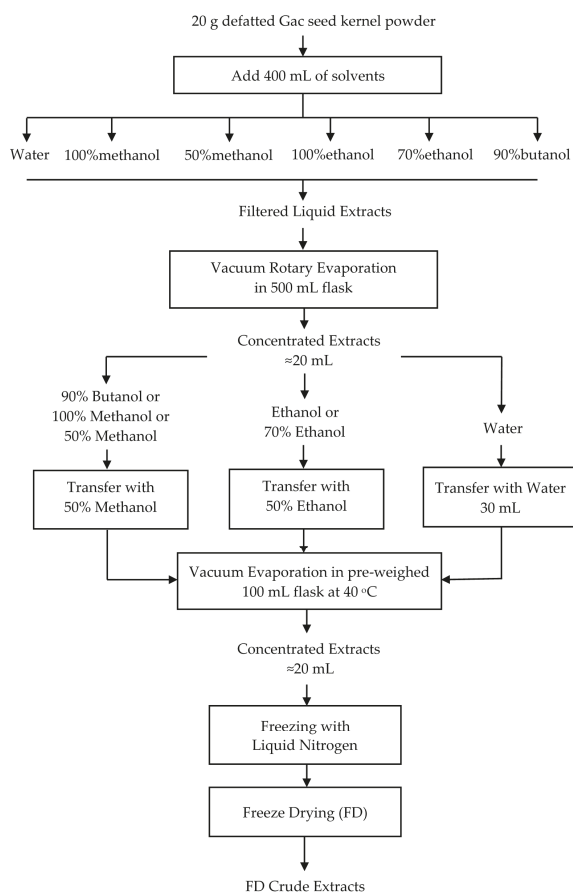 20 g defatted Gac seed kernel powder
Add 400 mL of solvents
Water 100%methanol 50%methanol 100%ethanol 70%ethanol 90%butanol
Filtered Liquid Extracts
Vacuum Rotary Evaporation
in 500 mL flask
Concentrated Extracts
≈20 mL
90% Butanol or
100% Methanol or
50% Methanol
Ethanol or
70% Ethanol
Water
Transfer with
50% Methanol
Transfer with
50% Ethanol
Transfer with Water
30 mL
Vacuum Evaporation in pre-weighed
100 mL flask at 40 °C
Concentrated Extracts
≈20 mL
Freezing with
Liquid Nitrogen
Freeze Drying (FD)
FD Crude Extracts